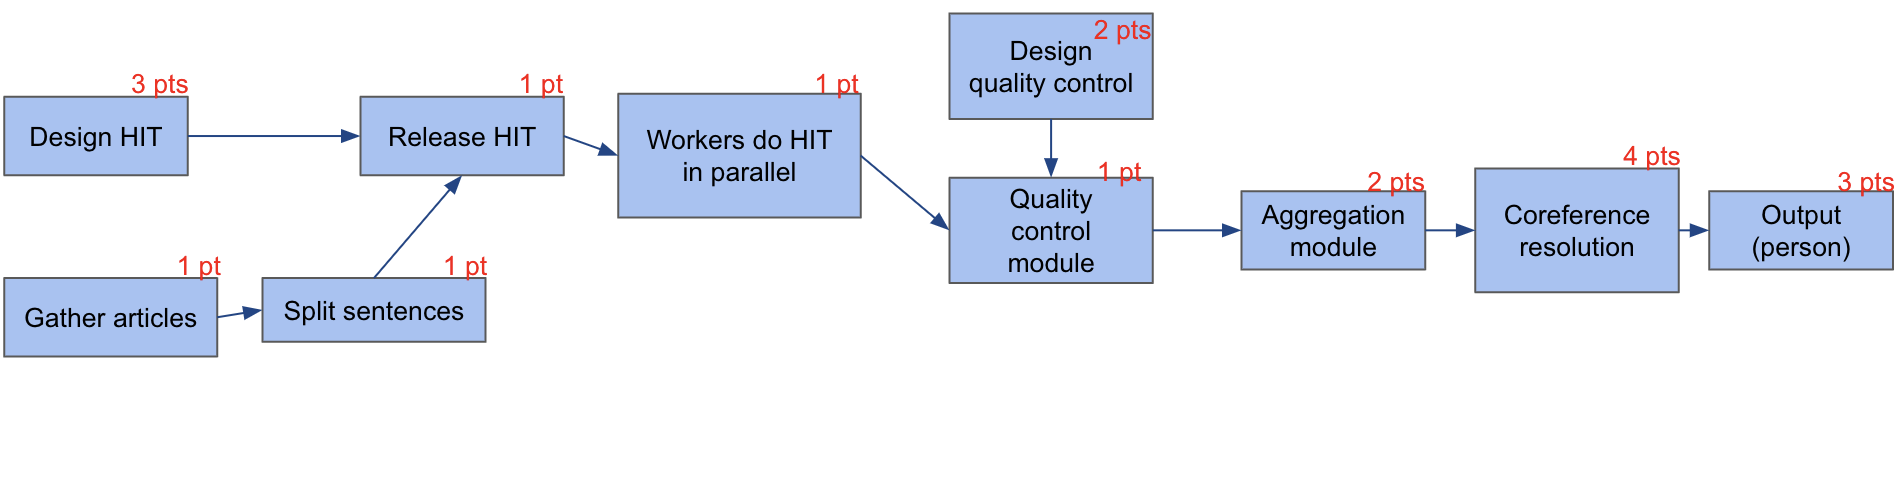 2 pts
Design
quality control
3 pts
Design HIT
1 pt
Release HIT
1 pt
Workers do HIT
in parallel
1 pt
Quality
control
module
2 pts
Aggregation
module
4 pts
Coreference
resolution
3 pts
Output
(person)
1 pt
Gather articles
1 pt
Split sentences